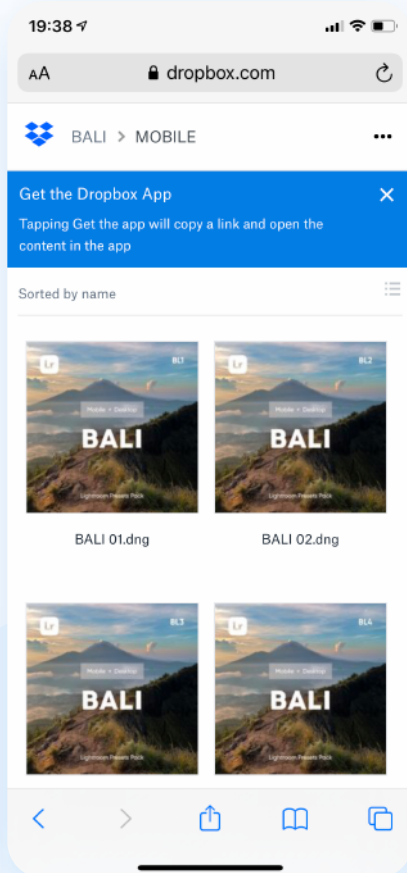 19:38
AA dropbox.com
BALI > MOBILE
Get the Dropbox App
Tapping Get the app will copy a link and open the
content in the app
Sorted by name
Lr BL1
Mobile + Desktop
BALI
Lightroom Presets Pack
Lr BL2
Mobile + Desktop
BALI
Lightroom Presets Pack
BALI 01.dng
BALI 02.dng
Lr BL3
Mobile + Desktop
BALI
Lightroom Presets Pack
Lr BL4
Mobile + Desktop
BALI
Lightroom Presets Pack